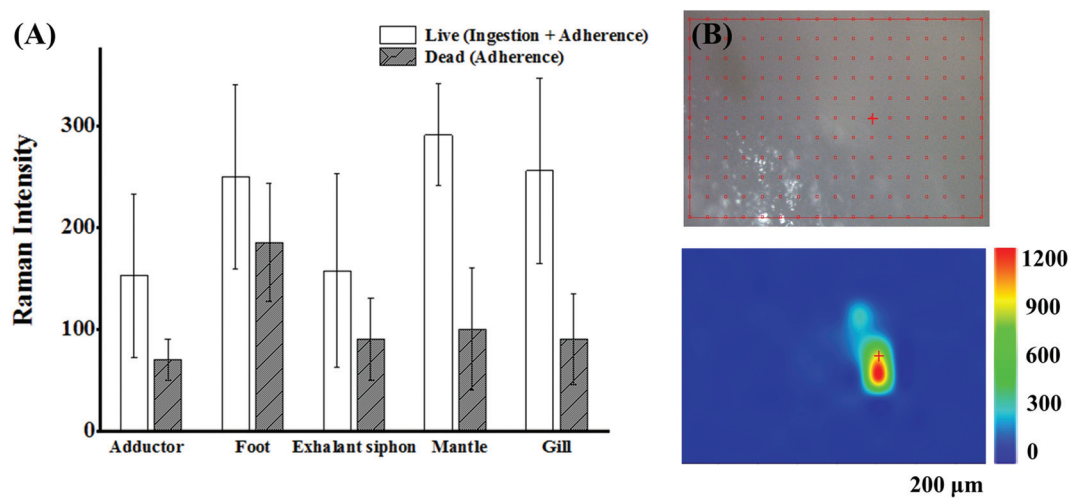 (A)
Live (Ingestion + Adherence)
Dead (Adherence)
Raman Intensity
300
200
100
0
Adductor
Foot
Exhalant siphon
Mantle
Gill
(B)
1200
900
600
300
0
200 µm